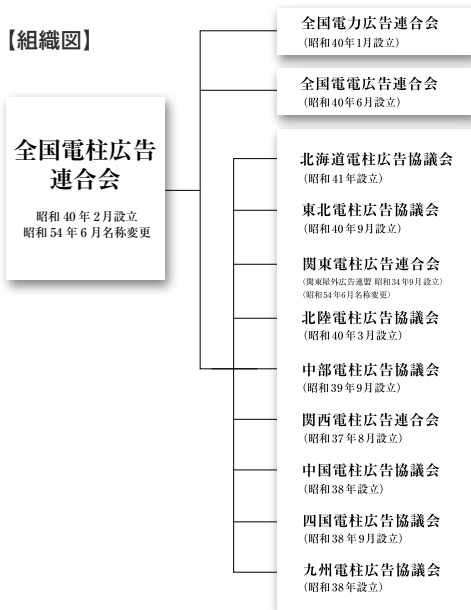 【組織図】
全国電柱広告
連合会
昭和 40 年 2月設立
昭和 54 年 6 月名称変更
全国電力広告連合会
（昭和40年1月設立）
全国電電広告連合会
（昭和40年6月設立）
北海道電柱広告協議会
（昭和41年設立）
東北電柱広告協議会
（昭和40年9月設立）
関東電柱広告連合会
（関東屋外広告連盟 昭和34年9月設立）
（昭和54年6月名称変更）
北陸電柱広告協議会
（昭和40年3月設立）
中部電柱広告協議会
（昭和39年9月設立）
関西電柱広告連合会
（昭和37年8月設立）
中国電柱広告協議会
（昭和38年設立）
四国電柱広告協議会
（昭和38年9月設立）
九州電柱広告協議会
（昭和38年設立）